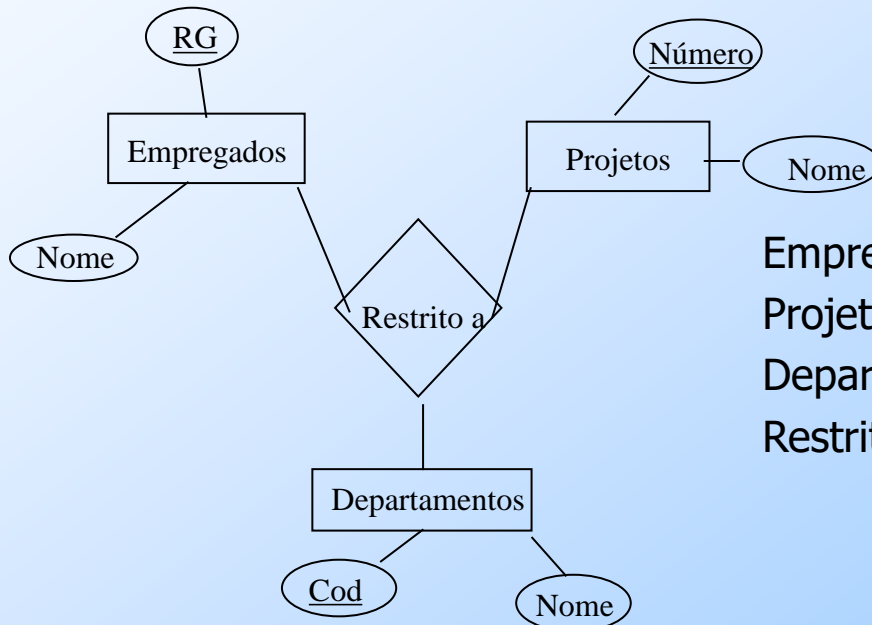 RG
Número
Empregados
Projetos
Nome
Nome
Restrito a
Departamentos
Cod
Nome